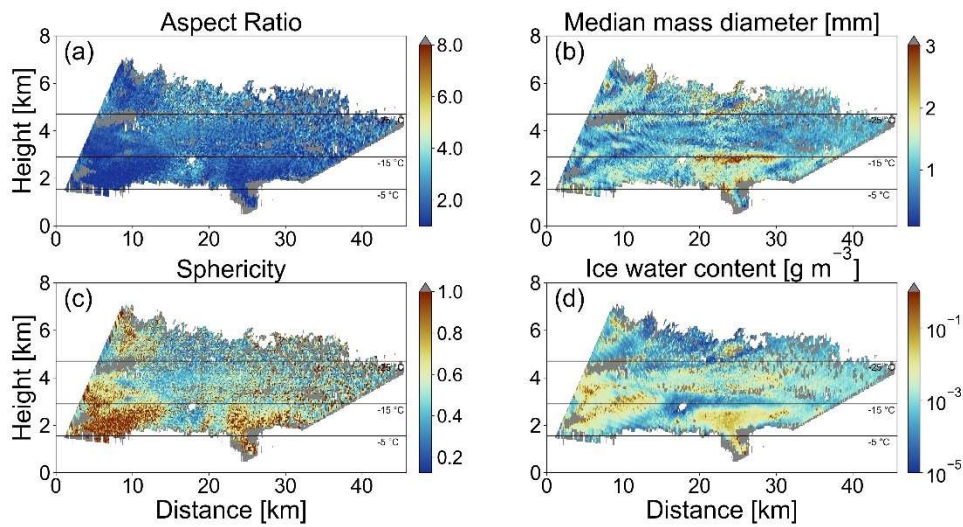 Aspect Ratio
Median mass diameter [mm]
(a)
(b)
Height [km]
8
6
4
2
0
0 10 20 30 40
-25 °C
-15 °C
-5 °C
8.0
6.0
4.0
2.0
8
6
4
2
0
0 10 20 30 40
-25 °C
-15 °C
-5 °C
3
2
1
Sphericity
Ice water content [g m⁻³]
(c)
(d)
Height [km]
8
6
4
2
0
0 10 20 30 40
Distance [km]
-25 °C
-15 °C
-5 °C
1.0
0.8
0.6
0.4
0.2
8
6
4
2
0
0 10 20 30 40
Distance [km]
-25 °C
-15 °C
-5 °C
10⁻¹
10⁻³
10⁻⁵